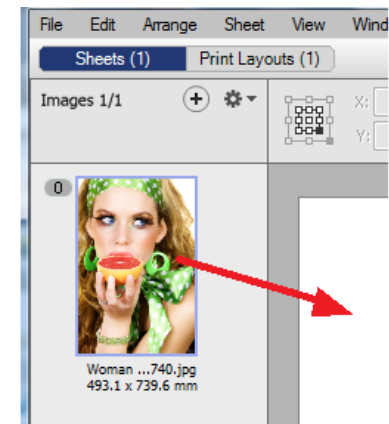 File Edit Arrange Sheet View Wind
Sheets (1) Print Layouts (1)
Images 1/1 X:
Y:
0
Woman ...740.jpg
493.1 x 739.6 mm